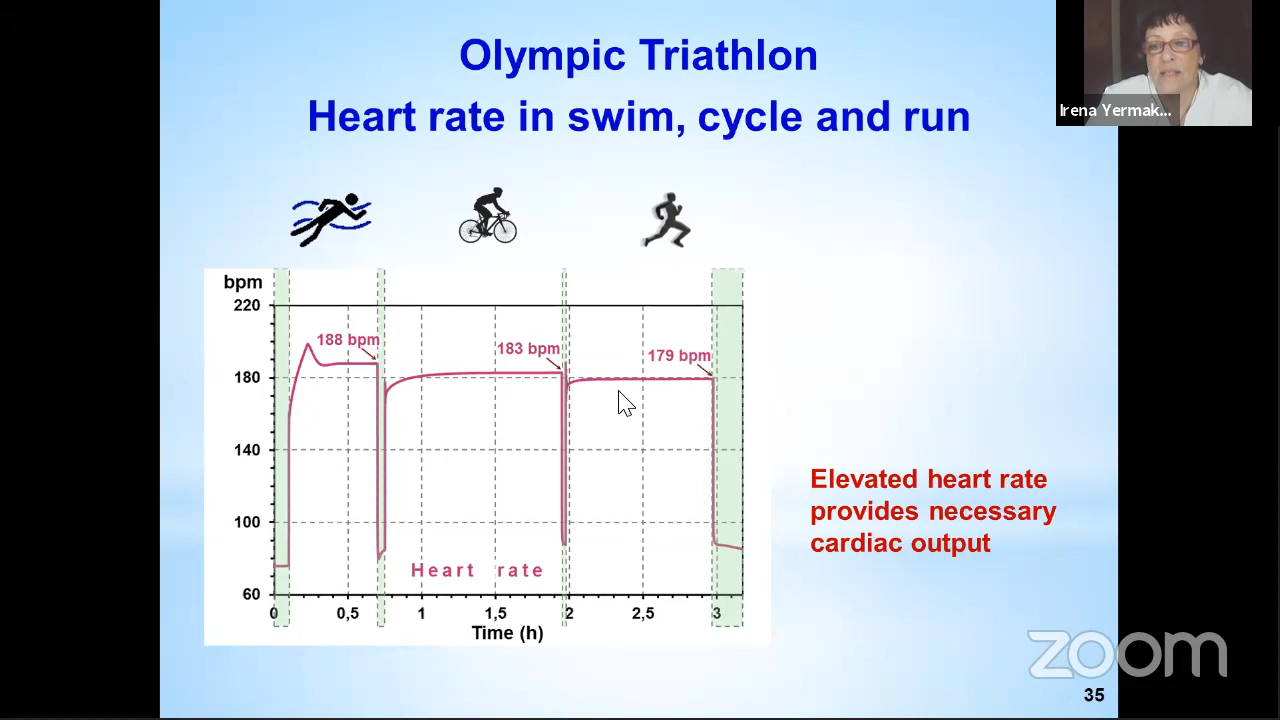 Olympic Triathlon
Heart rate in swim, cycle and run
Irena Yermak...
bpm
220
188 bpm
183 bpm
179 bpm
180
140
100
60
Heart rate
0 0,5 1 1,5 2 2,5 3
Time (h)
Elevated heart rate
provides necessary
cardiac output
zoom
35